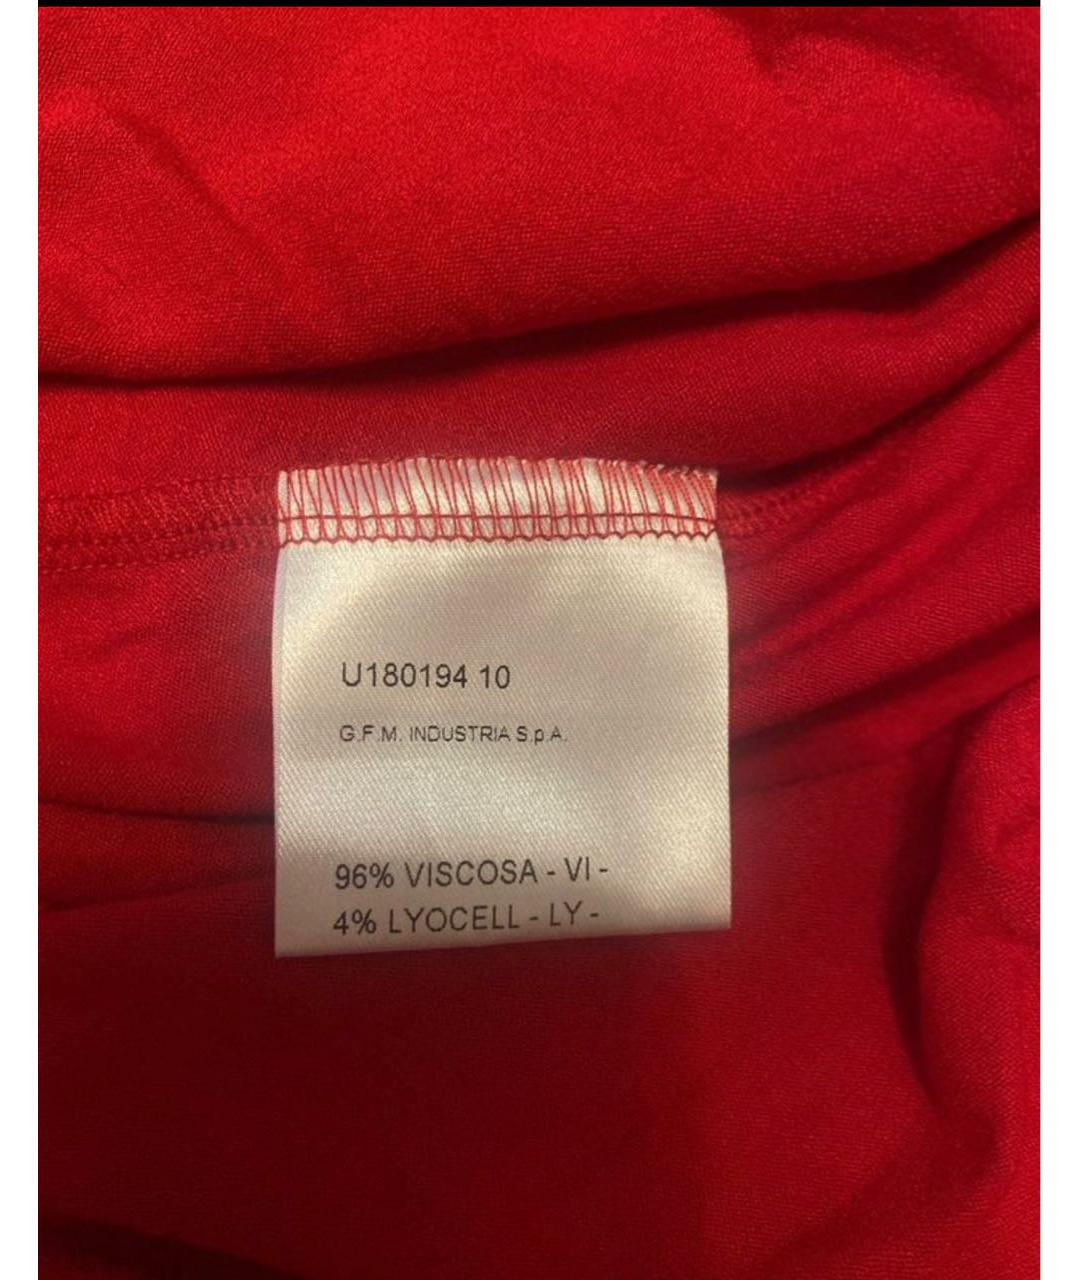 U180194 10
G.F.M. INDUSTRIA S.p.A.
96% VISCOSA - VI -
4% LYOCELL - LY -